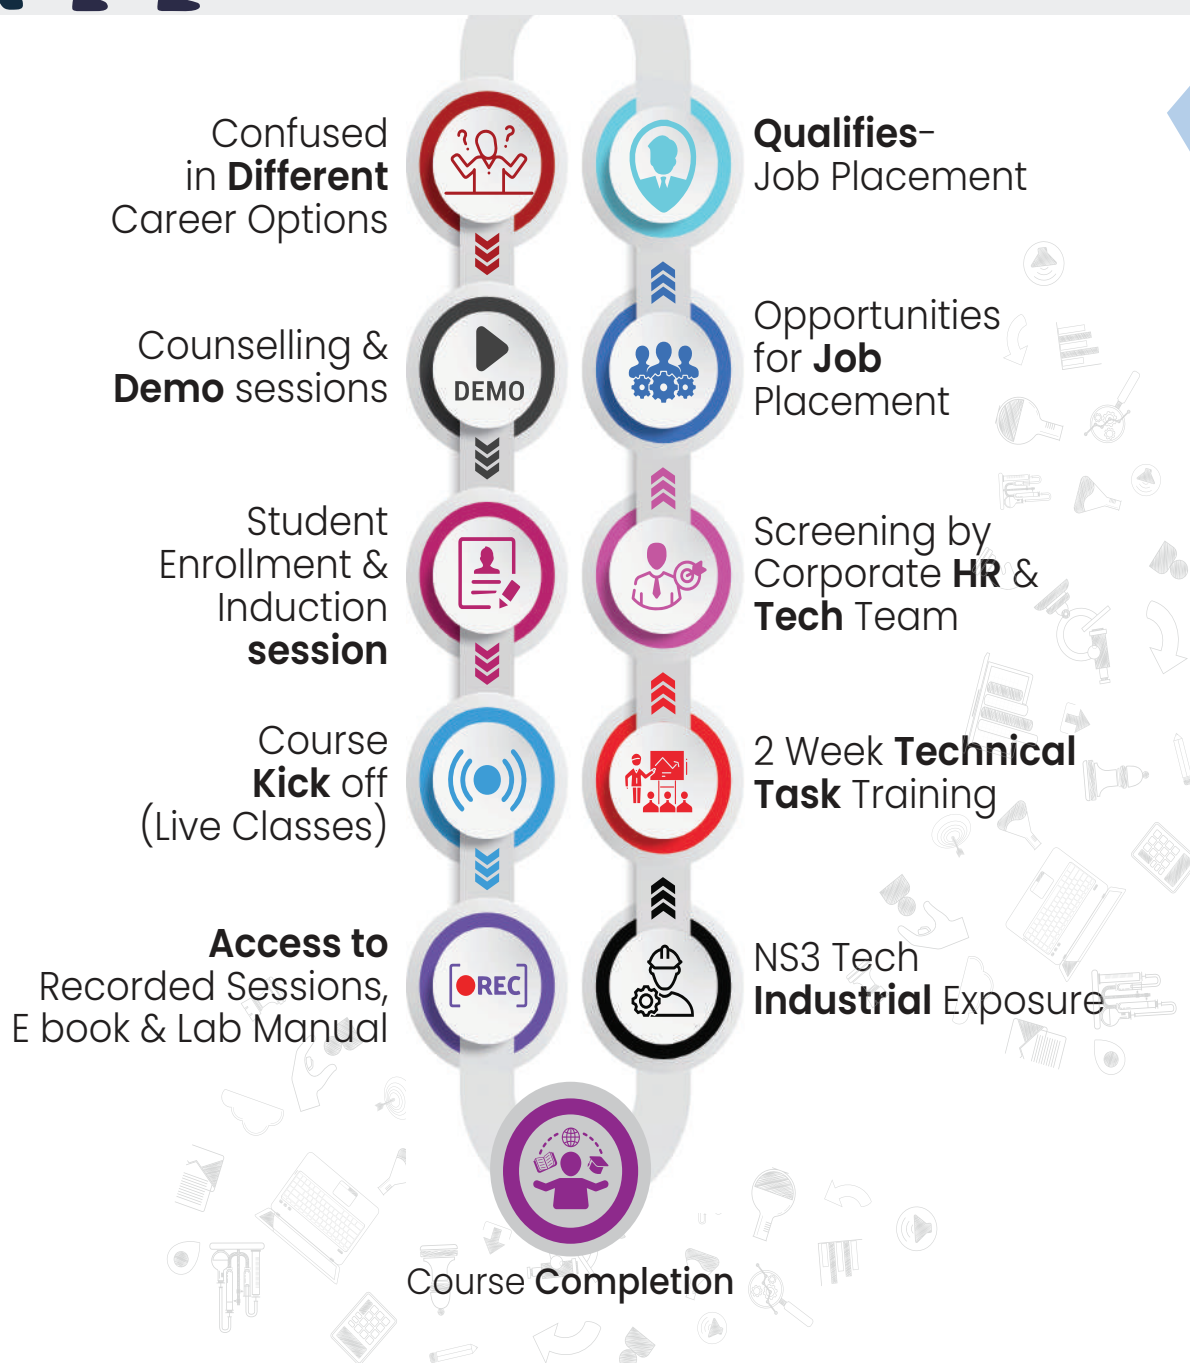 Confused
in Different
Career Options
Counselling &
Demo sessions
DEMO
Student
Enrollment &
Induction
session
Course
Kick off
(Live Classes)
Access to
Recorded Sessions,
E book & Lab Manual
REC
Course Completion
NS3 Tech
Industrial Exposure
2 Week Technical
Task Training
Screening by
Corporate HR &
Tech Team
Opportunities
for Job
Placement
Qualifies-
Job Placement